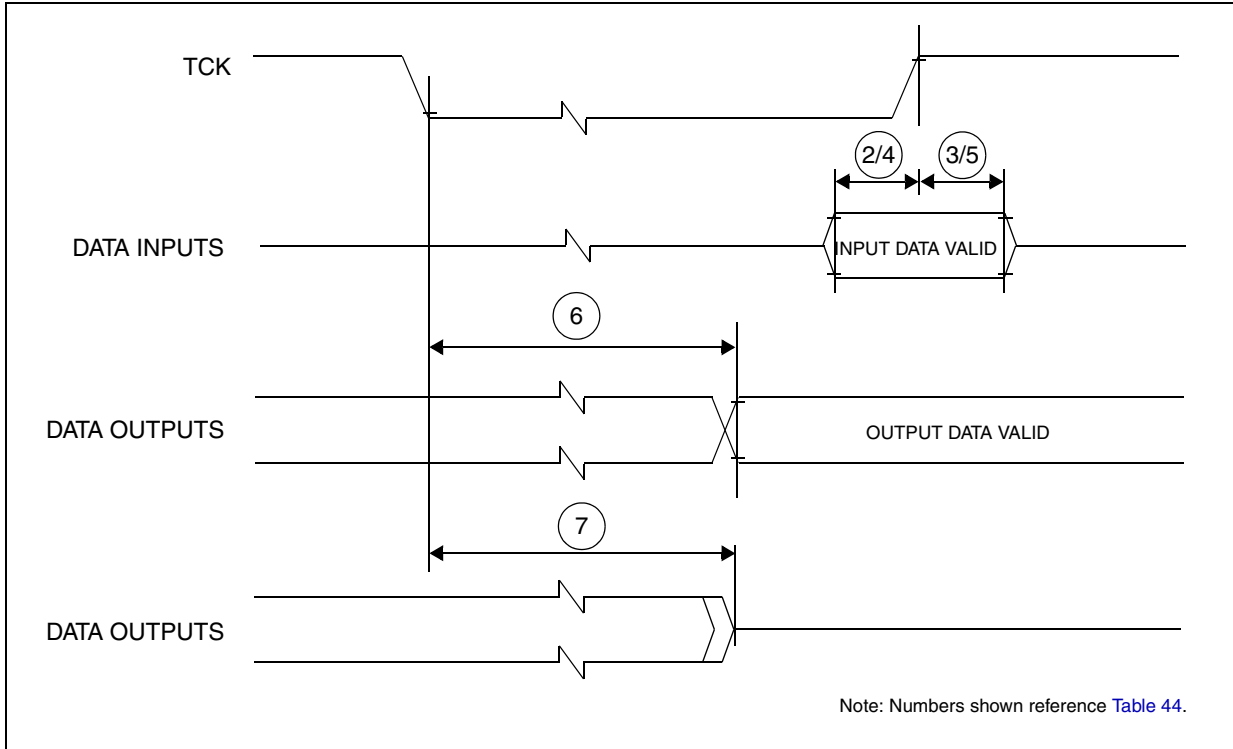 TCK
2/4
3/5
DATA INPUTS
INPUT DATA VALID
6
DATA OUTPUTS
OUTPUT DATA VALID
7
DATA OUTPUTS
Note: Numbers shown reference Table 44.